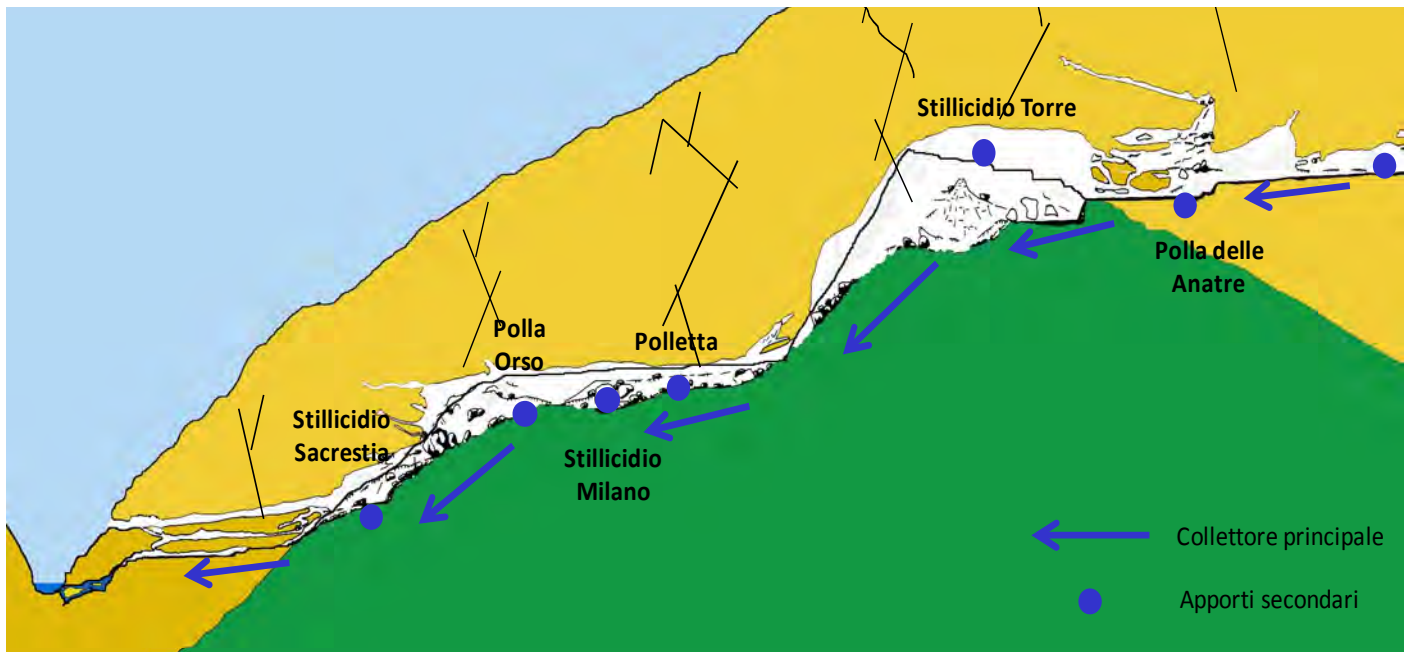 Stillicidio Torre
Polla delle
Anatre
Polla
Orso
Polletta
Stillicidio
Sacrestia
Stillicidio
Milano
Collettore principale
Apporti secondari